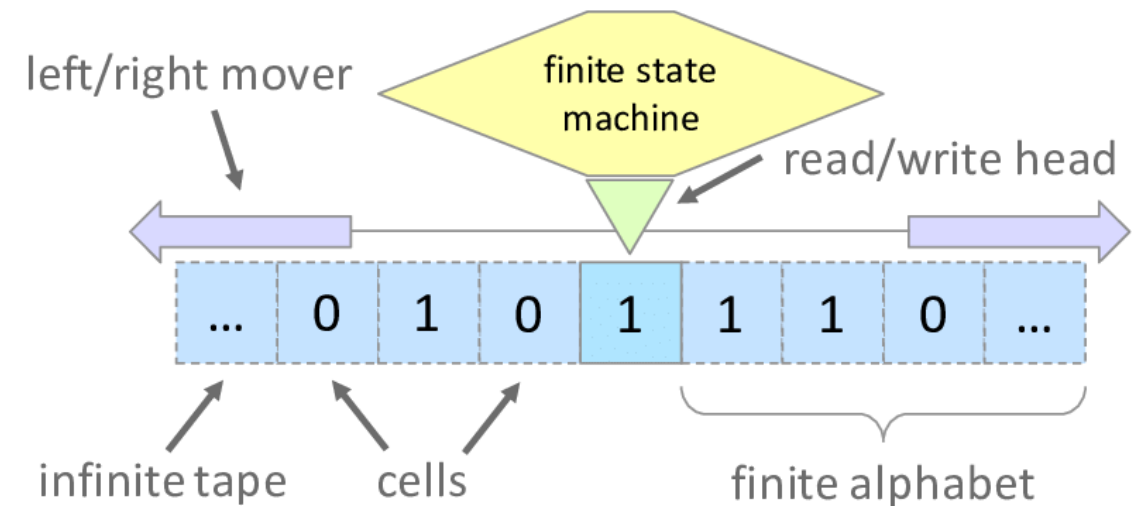 finite state
machine
left/right mover
read/write head
... 0 1 0 1 1 1 0 ...
infinite tape
cells
finite alphabet